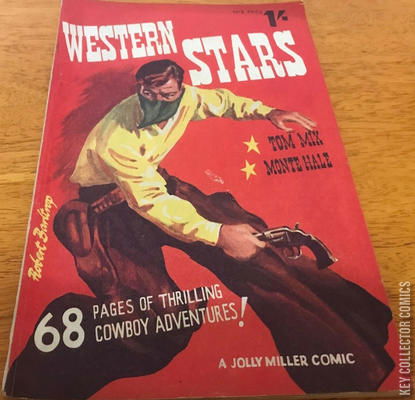 WESTERN
STARS
1/-
TOM MIX
MONTE HALE
Robert Bartlrop
68 PAGES OF THRILLING
COWBOY ADVENTURES!
A JOLLY MILLER COMIC
KEY COLLECTOR COMICS